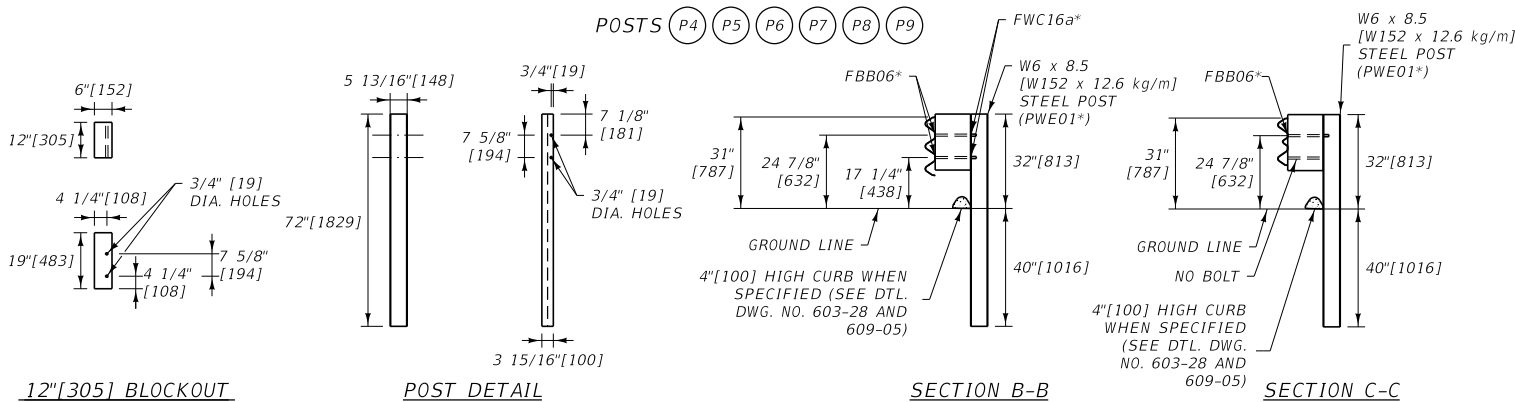 POSTS P4 P5 P6 P7 P8 P9
6"[152]
12"[305]
4 1/4"[108]
3/4" [19]
DIA. HOLES
19"[483]
7 5/8"
[194]
4 1/4"
[108]
12"[305] BLOCKOUT
5 13/16"[148]
72"[1829]
3/4"[19]
7 1/8"
[181]
7 5/8"
[194]
3/4" [19]
DIA. HOLES
3 15/16"[100]
POST DETAIL
FWC16a*
FBB06*
W6 x 8.5
[W152 x 12.6 kg/m]
STEEL POST
(PWE01*)
31"
[787]
24 7/8"
[632]
17 1/4"
[438]
32"[813]
GROUND LINE
40"[1016]
4"[100] HIGH CURB WHEN
SPECIFIED (SEE DTL.
DWG. NO. 603-28 AND
609-05)
SECTION B-B
W6 x 8.5
[W152 x 12.6 kg/m]
STEEL POST
(PWE01*)
FBB06*
31"
[787]
24 7/8"
[632]
32"[813]
GROUND LINE
NO BOLT
40"[1016]
4"[100] HIGH CURB
WHEN SPECIFIED
(SEE DTL. DWG.
NO. 603-28 AND
609-05)
SECTION C-C